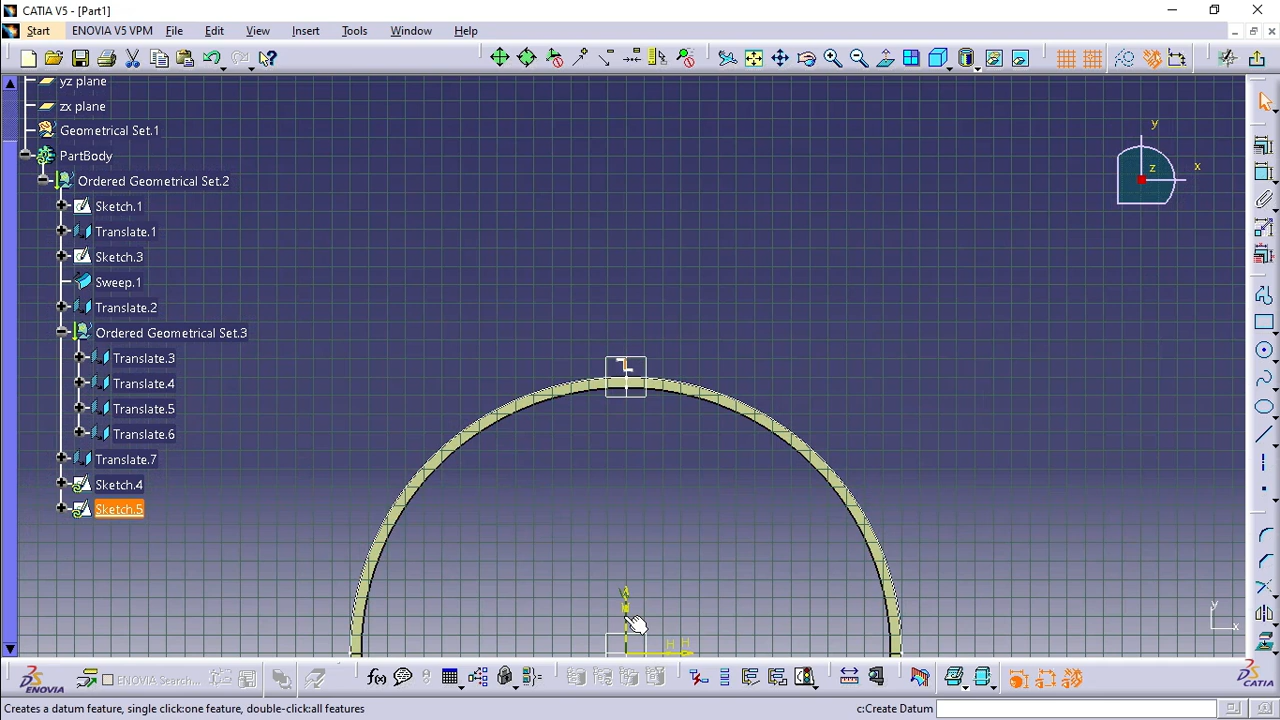 CATIA V5 - [Part1]
Start ENOVIA V5 VPM File Edit View Insert Tools Window Help
yz plane
zx plane
Geometrical Set.1
PartBody
Ordered Geometrical Set.2
Sketch.1
Translate.1
Sketch.3
Sweep.1
Translate.2
Ordered Geometrical Set.3
Translate.3
Translate.4
Translate.5
Translate.6
Translate.7
Sketch.4
Sketch.5
y
x
z
V
H H
y
x
ENOVIA
ENOVIA Search...
f(x)
CATIA
Creates a datum feature, single click:one feature, double-click:all features
c:Create Datum